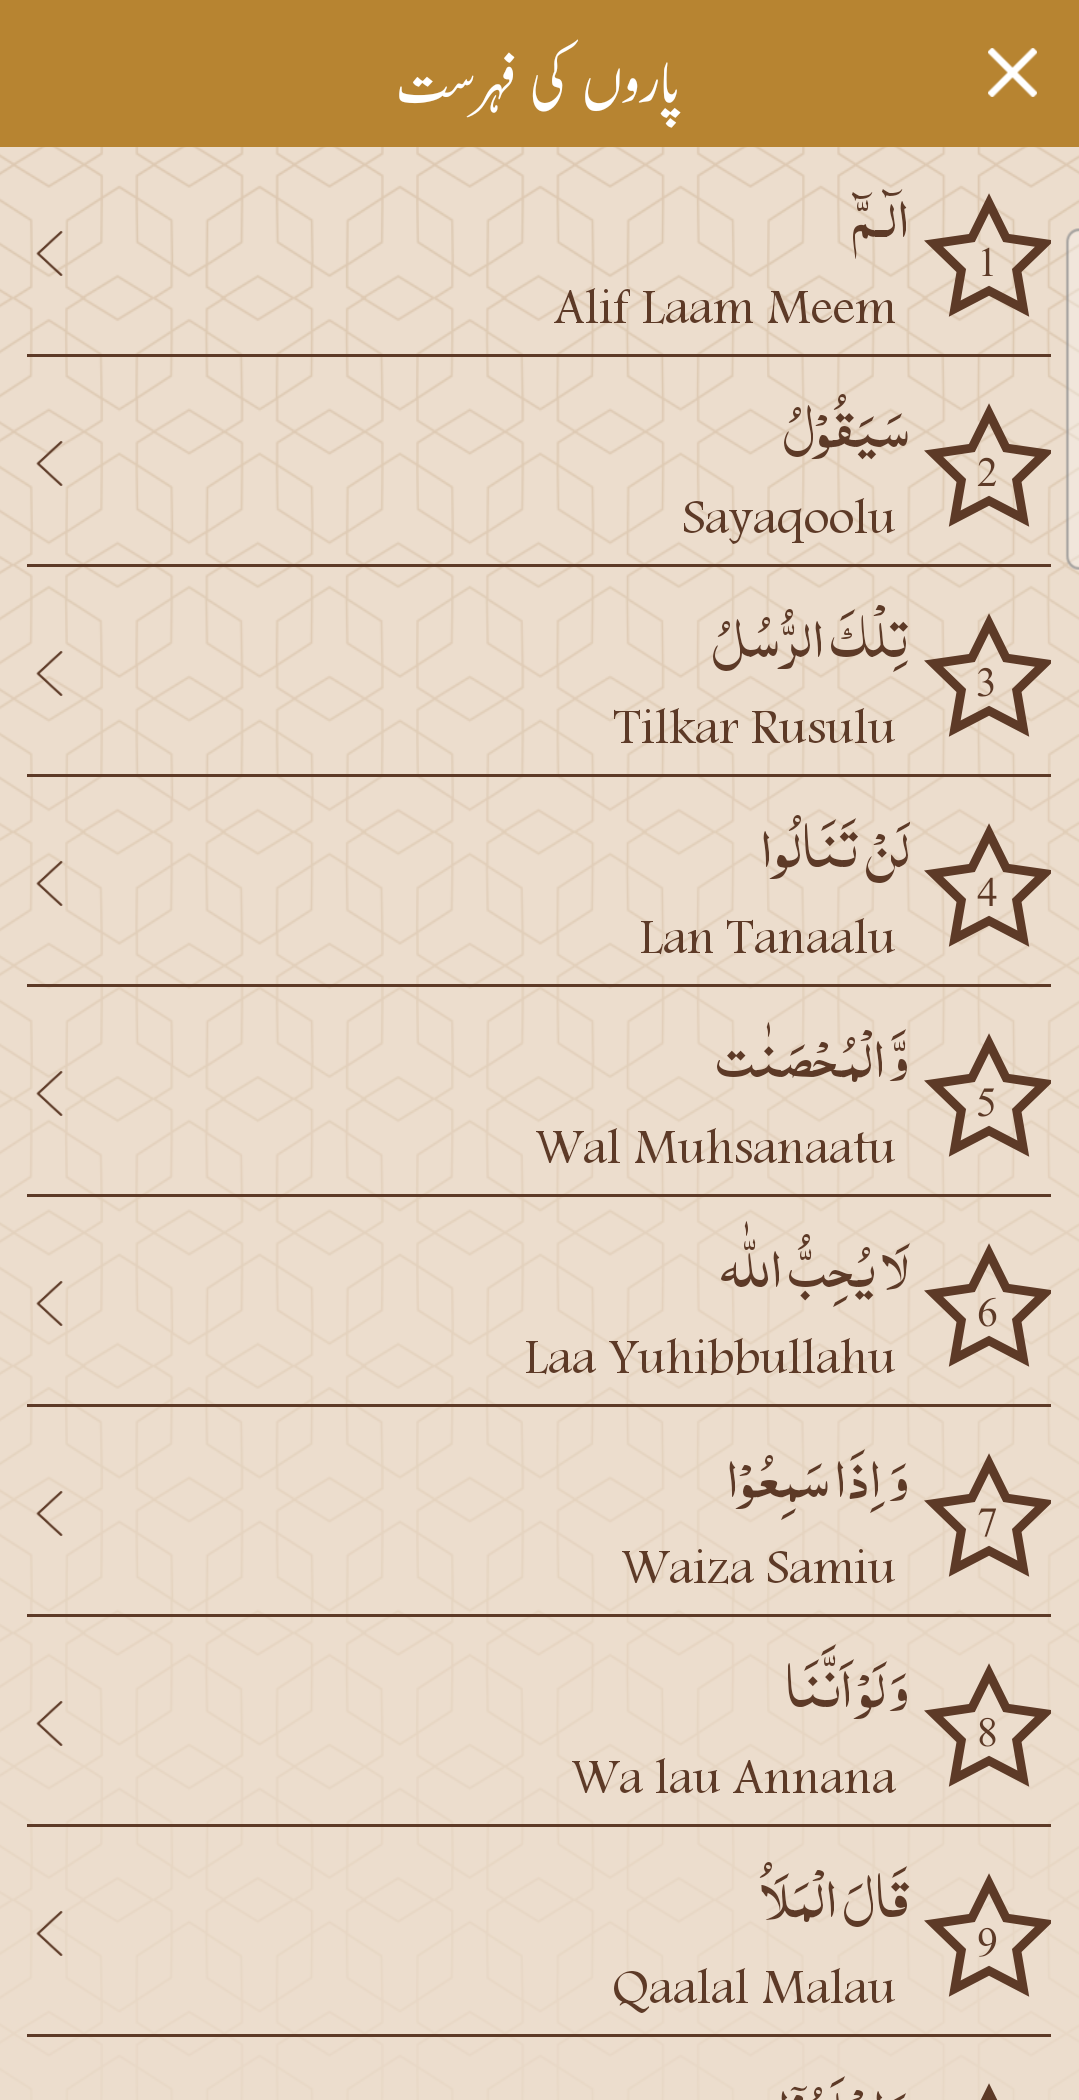 پاروں کی فہرست
الٓـمّٓ
1
Alif Laam Meem
سَيَقُوْلُ
2
Sayaqoolu
تِلْكَ الرُّسُلُ
3
Tilkar Rusulu
لَنْ تَنَالُوا
4
Lan Tanaalu
وَّالْمُحْصَنٰت
5
Wal Muhsanaatu
لَا يُحِبُّ اللّٰه
6
Laa Yuhibbullahu
وَ اِذَا سَمِعُوْا
7
Waiza Samiu
وَ لَوْ اَنَّنَا
8
Wa lau Annana
قَالَ الْمَلَاُ
9
Qaalal Malau